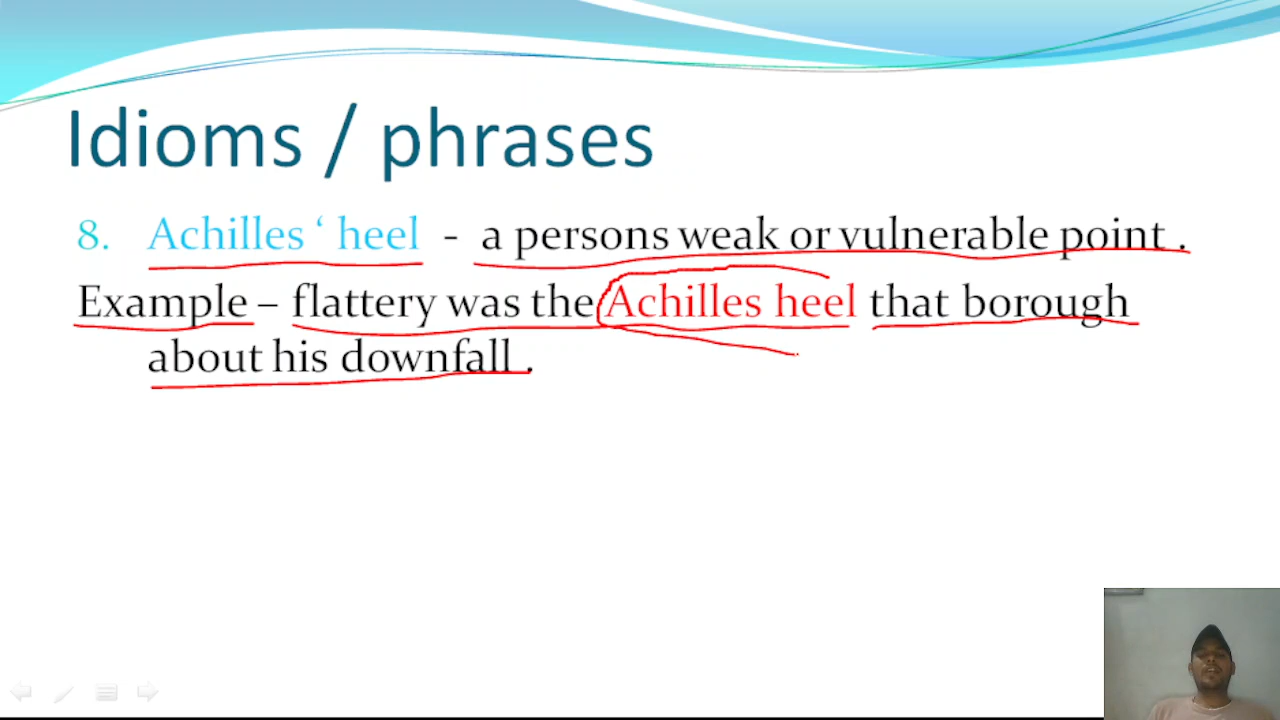 Idioms / phrases
8. Achilles ‘ heel - a persons weak or vulnerable point .
Example – flattery was the Achilles heel that borough
about his downfall .